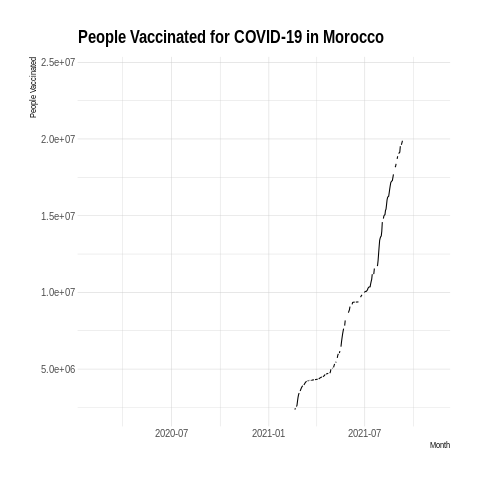 People Vaccinated for COVID-19 in Morocco
People Vaccinated
2.5e+07
2.0e+07
1.5e+07
1.0e+07
5.0e+06
2020-07
2021-01
2021-07
Month